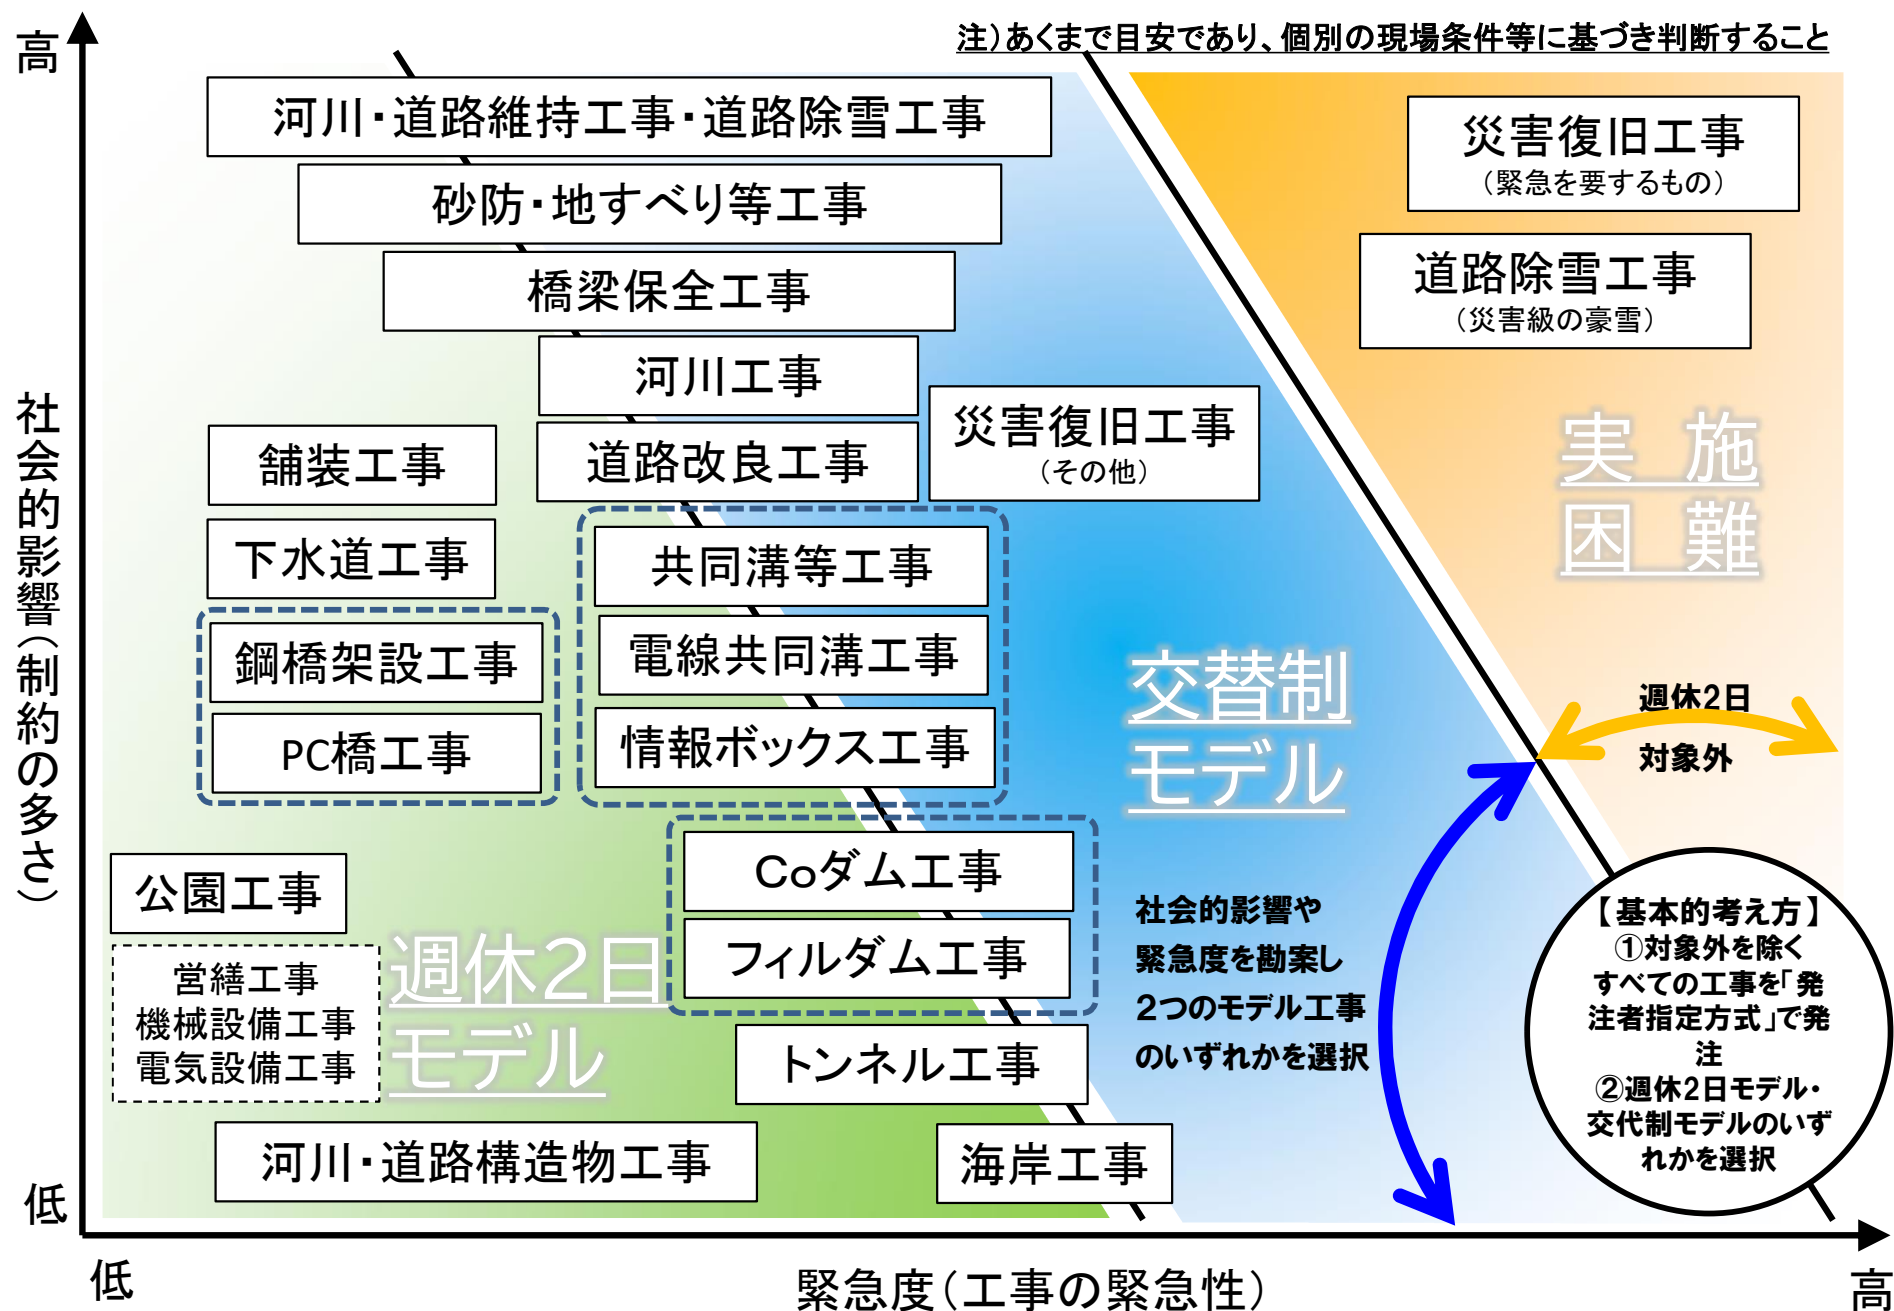 注）あくまで目安であり、個別の現場条件等に基づき判断すること
高
社会的影響（制約の多さ）
低
河川・道路維持工事・道路除雪工事
砂防・地すべり等工事
橋梁保全工事
河川工事
道路改良工事
災害復旧工事
（その他）
災害復旧工事
（緊急を要するもの）
道路除雪工事
（災害級の豪雪）
実　施
困　難
舗装工事
下水道工事
鋼橋架設工事
PC橋工事
共同溝等工事
電線共同溝工事
情報ボックス工事
交替制
モデル
週休2日
対象外
Coダム工事
フィルダム工事
公園工事
営繕工事
機械設備工事
電気設備工事
週休2日
モデル
トンネル工事
河川・道路構造物工事
海岸工事
社会的影響や
緊急度を勘案し
2つのモデル工事
のいずれかを選択
【基本的考え方】
①対象外を除く
すべての工事を「発
注者指定方式」で発
注
②週休2日モデル・
交代制モデルのいず
れかを選択
低
緊急度（工事の緊急性）
高